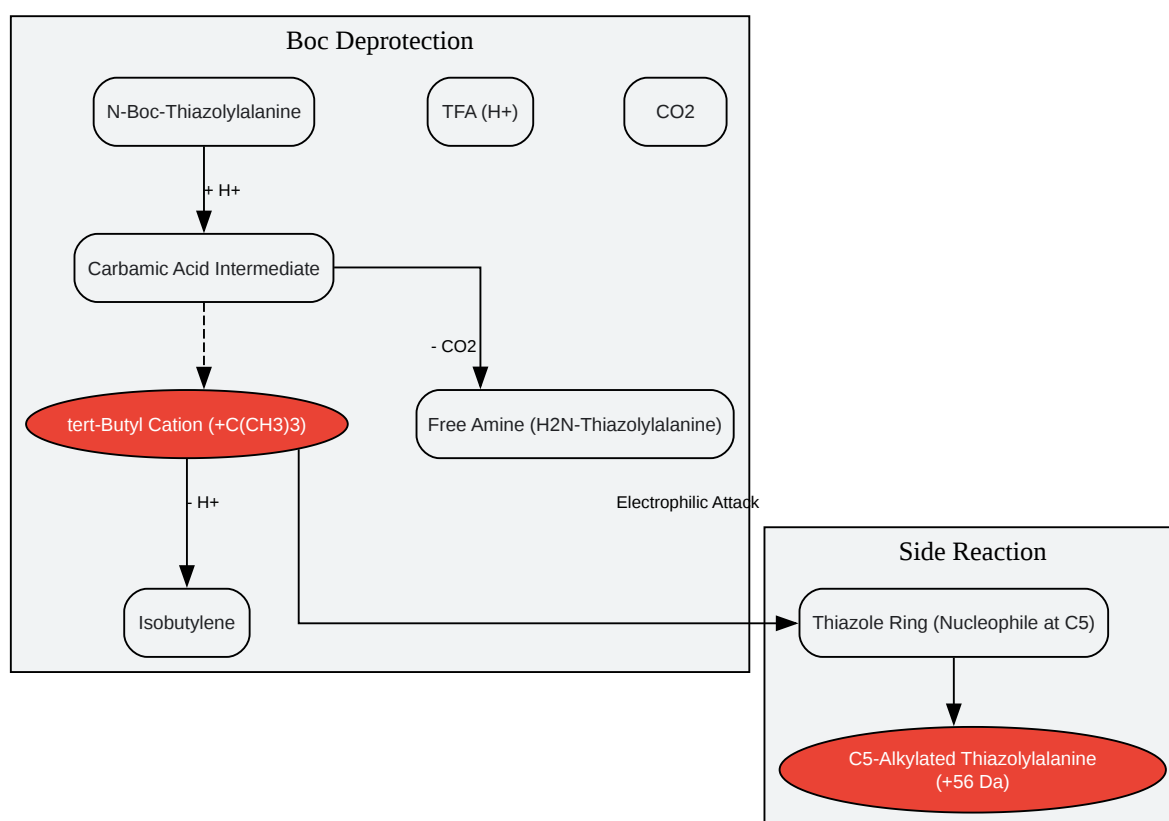 Boc Deprotection
N-Boc-Thiazolylalanine
TFA (H+)
CO2
+ H+
Carbamic Acid Intermediate
- CO2
tert-Butyl Cation (+C(CH3)3)
Free Amine (H2N-Thiazolylalanine)
- H+
Electrophilic Attack
Isobutylene
Side Reaction
Thiazole Ring (Nucleophile at C5)
C5-Alkylated Thiazolylalanine
(+56 Da)